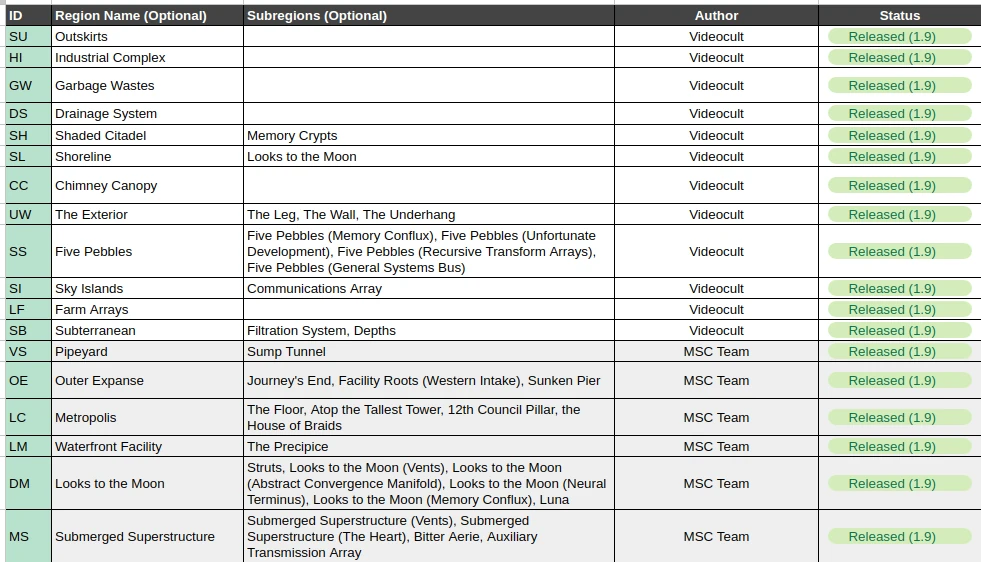 ID Region Name (Optional) Subregions (Optional) Author Status
SU Outskirts Videocult Released (1.9)
HI Industrial Complex Videocult Released (1.9)
GW Garbage Wastes Videocult Released (1.9)
DS Drainage System Videocult Released (1.9)
SH Shaded Citadel Memory Crypts Videocult Released (1.9)
SL Shoreline Looks to the Moon Videocult Released (1.9)
CC Chimney Canopy Videocult Released (1.9)
UW The Exterior The Leg, The Wall, The Underhang Videocult Released (1.9)
SS Five Pebbles Five Pebbles (Memory Conflux), Five Pebbles (Unfortunate
Development), Five Pebbles (Recursive Transform Arrays),
Five Pebbles (General Systems Bus) Videocult Released (1.9)
SI Sky Islands Communications Array Videocult Released (1.9)
LF Farm Arrays Videocult Released (1.9)
SB Subterranean Filtration System, Depths Videocult Released (1.9)
VS Pipeyard Sump Tunnel MSC Team Released (1.9)
OE Outer Expanse Journey's End, Facility Roots (Western Intake), Sunken Pier MSC Team Released (1.9)
LC Metropolis The Floor, Atop the Tallest Tower, 12th Council Pillar, the
House of Braids MSC Team Released (1.9)
LM Waterfront Facility The Precipice MSC Team Released (1.9)
DM Looks to the Moon Struts, Looks to the Moon (Vents), Looks to the Moon
(Abstract Convergence Manifold), Looks to the Moon (Neural
Terminus), Looks to the Moon (Memory Conflux), Luna MSC Team Released (1.9)
MS Submerged Superstructure Submerged Superstructure (Vents), Submerged
Superstructure (The Heart), Bitter Aerie, Auxiliary
Transmission Array MSC Team Released (1.9)